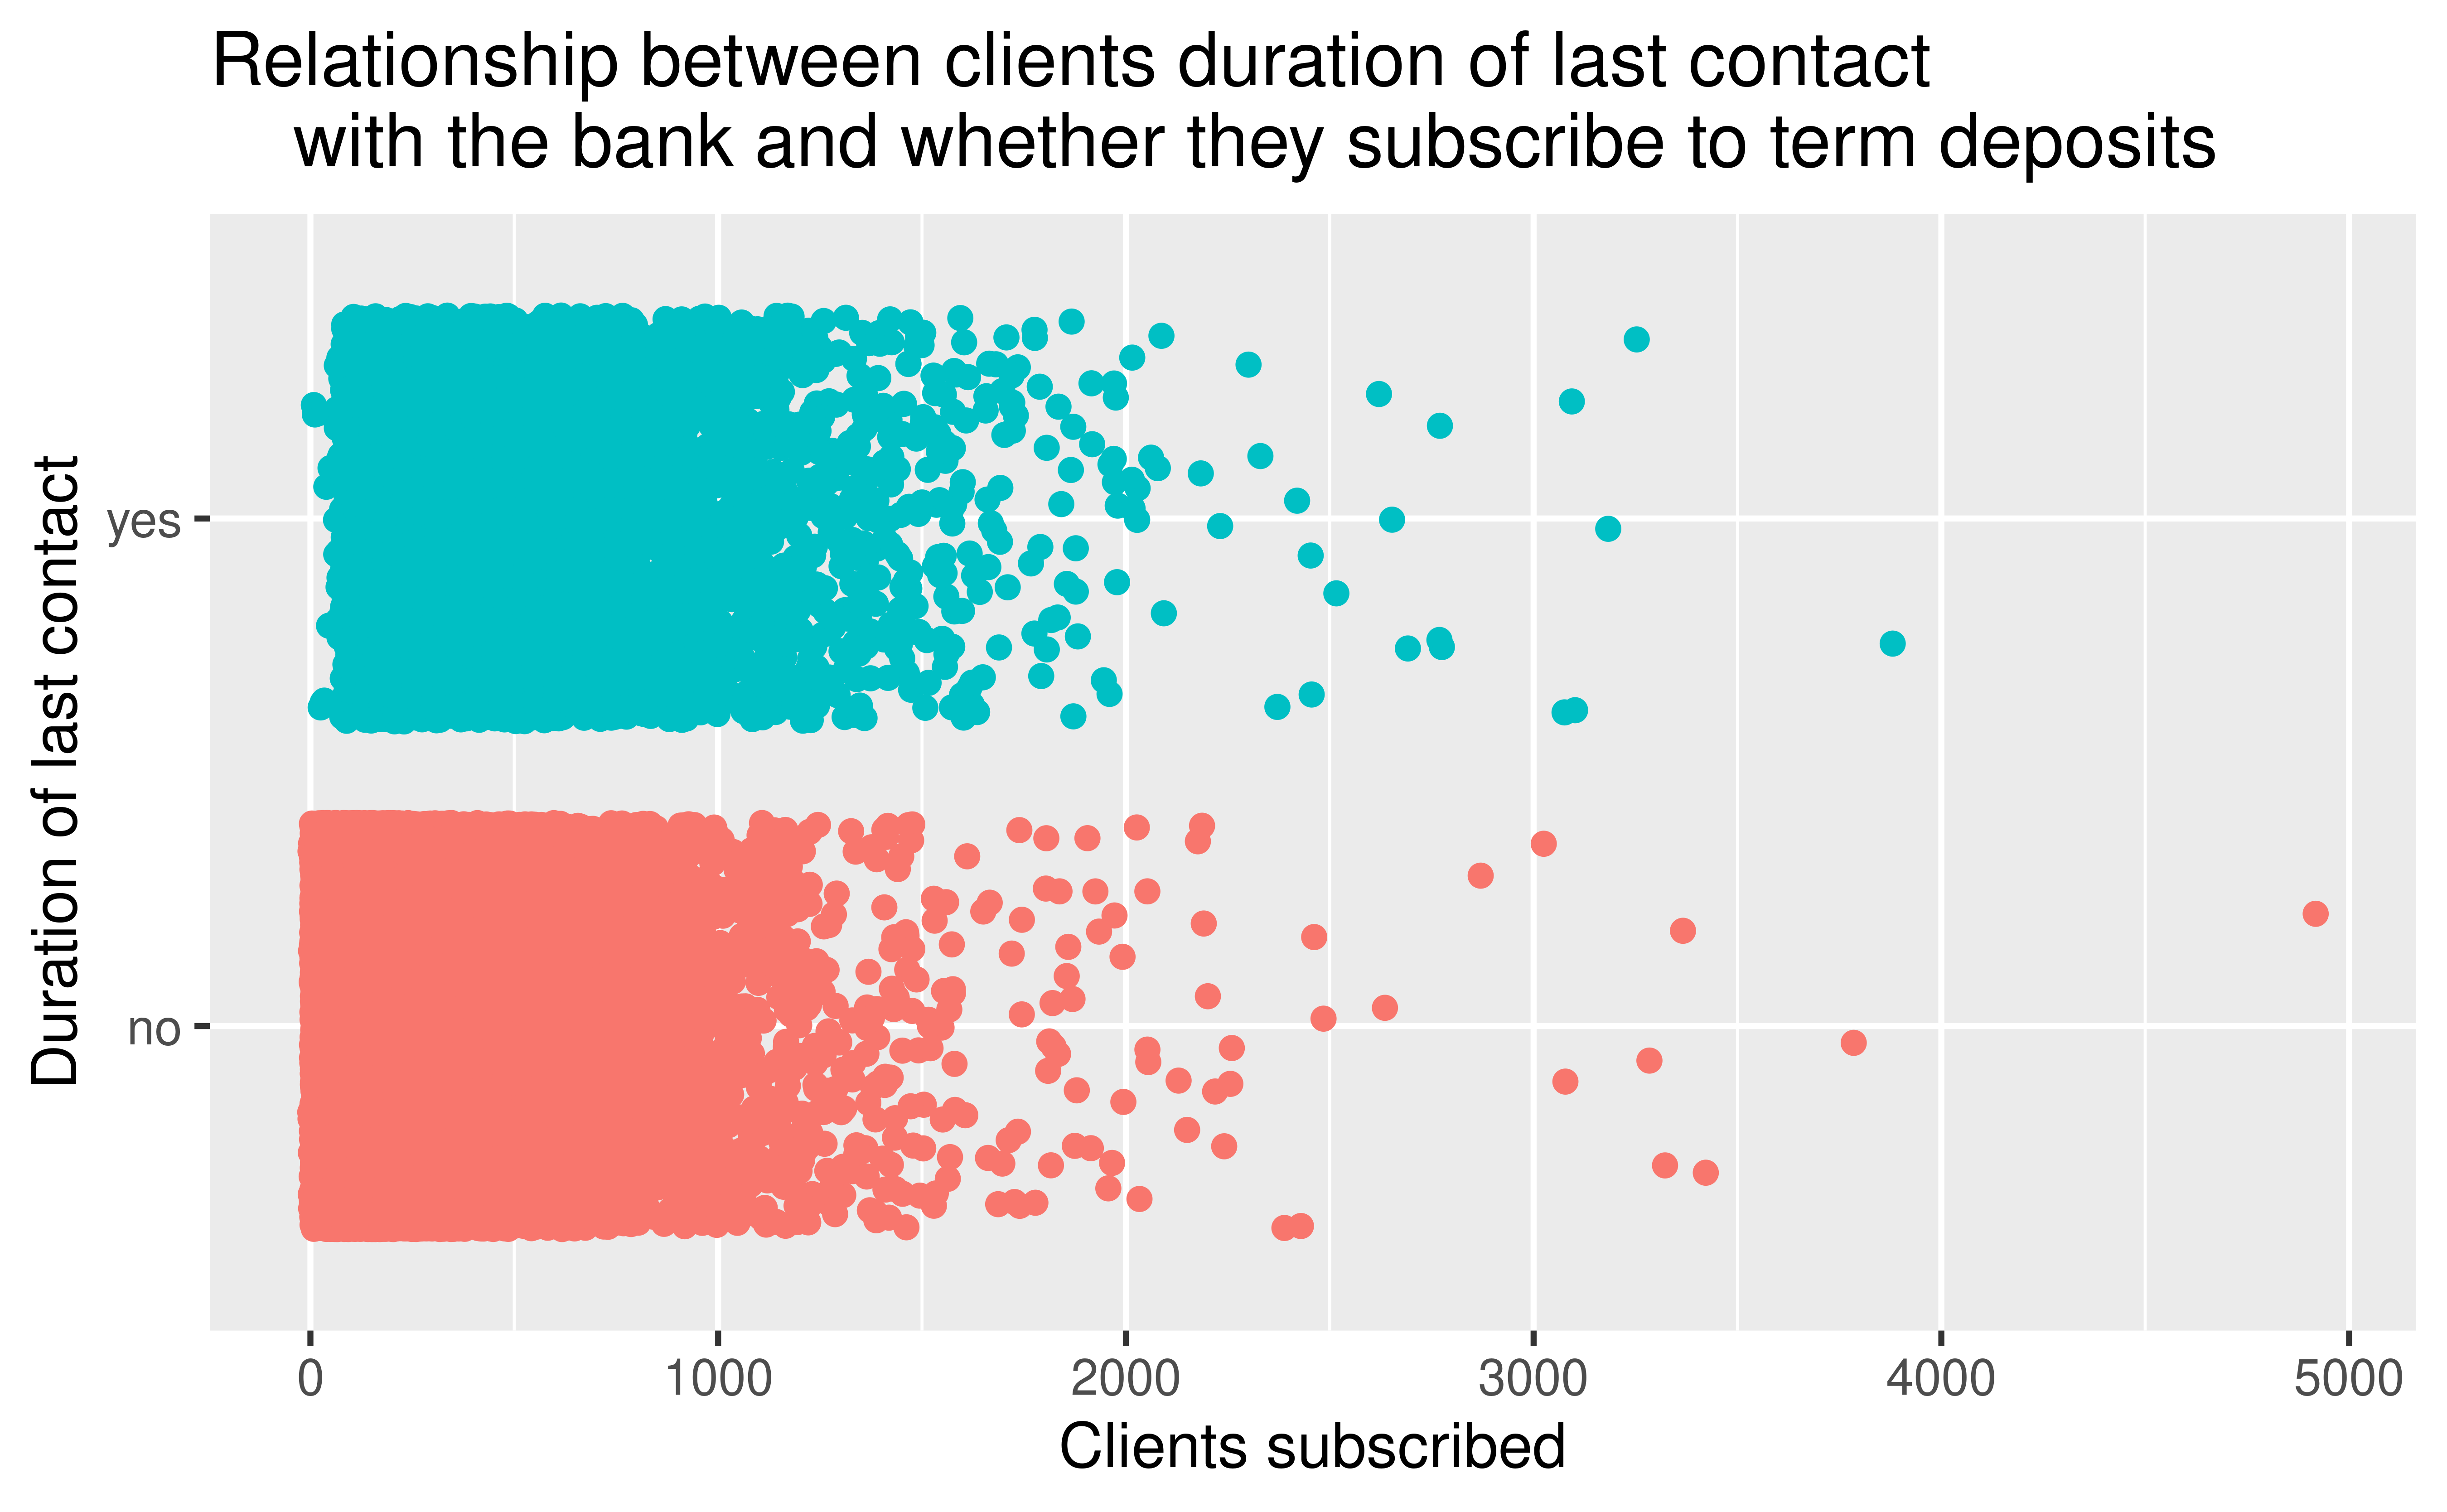 Relationship between clients duration of last contact
with the bank and whether they subscribe to term deposits
Duration of last contact
yes
no
0 1000 2000 3000 4000 5000
Clients subscribed